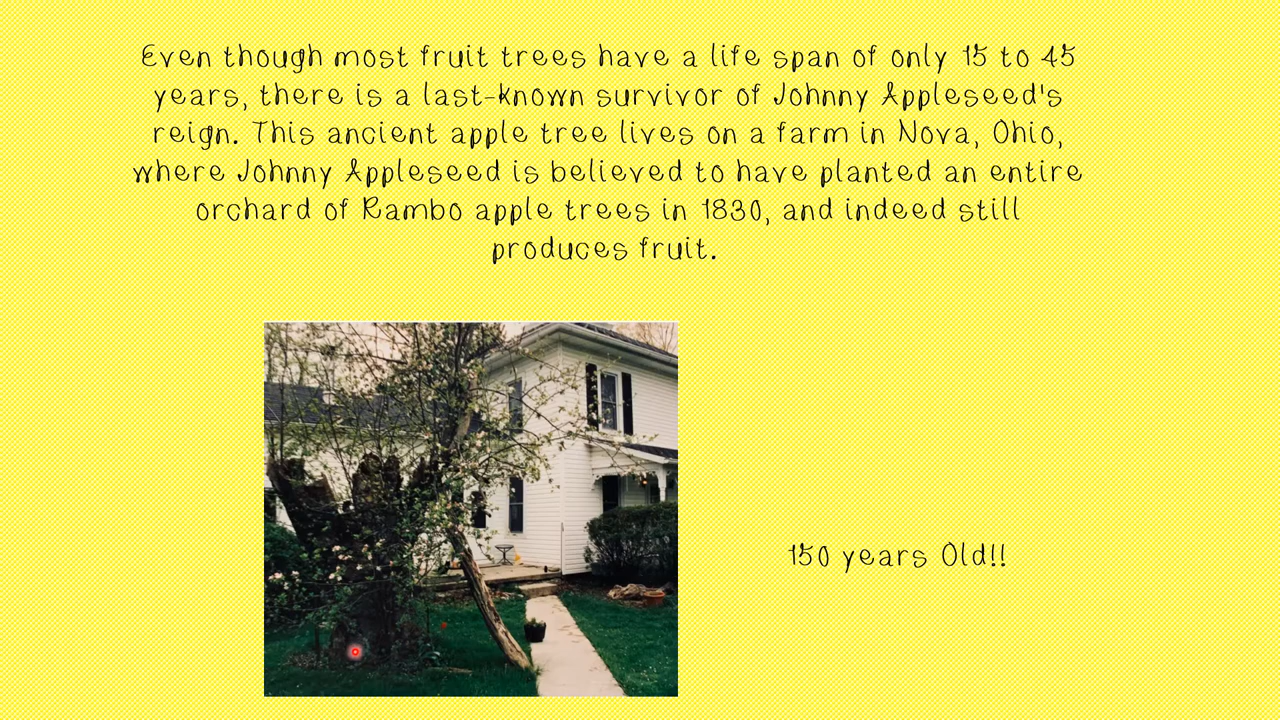 Even though most fruit trees have a life span of only 15 to 45
years, there is a last-known survivor of Johnny Appleseed's
reign. This ancient apple tree lives on a farm in Nova, Ohio,
where Johnny Appleseed is believed to have planted an entire
orchard of Rambo apple trees in 1830, and indeed still
produces fruit.
150 years Old!!